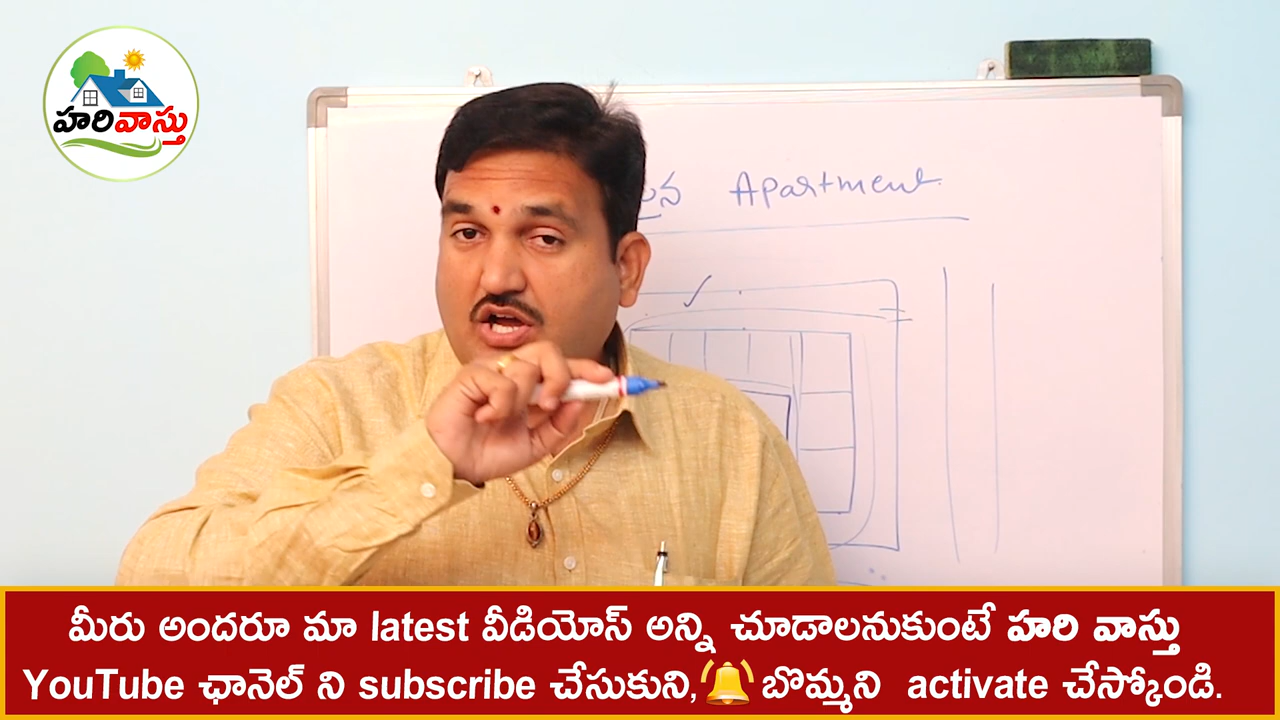 హరివాస్తు
Apartment
మీరు అందరూ మా latest వీడియోస్ అన్ని చూడాలనుకుంటే హరి వాస్తు
YouTube ఛానెల్ ని subscribe చేసుకుని, బొమ్మని activate చేస్కోండి.